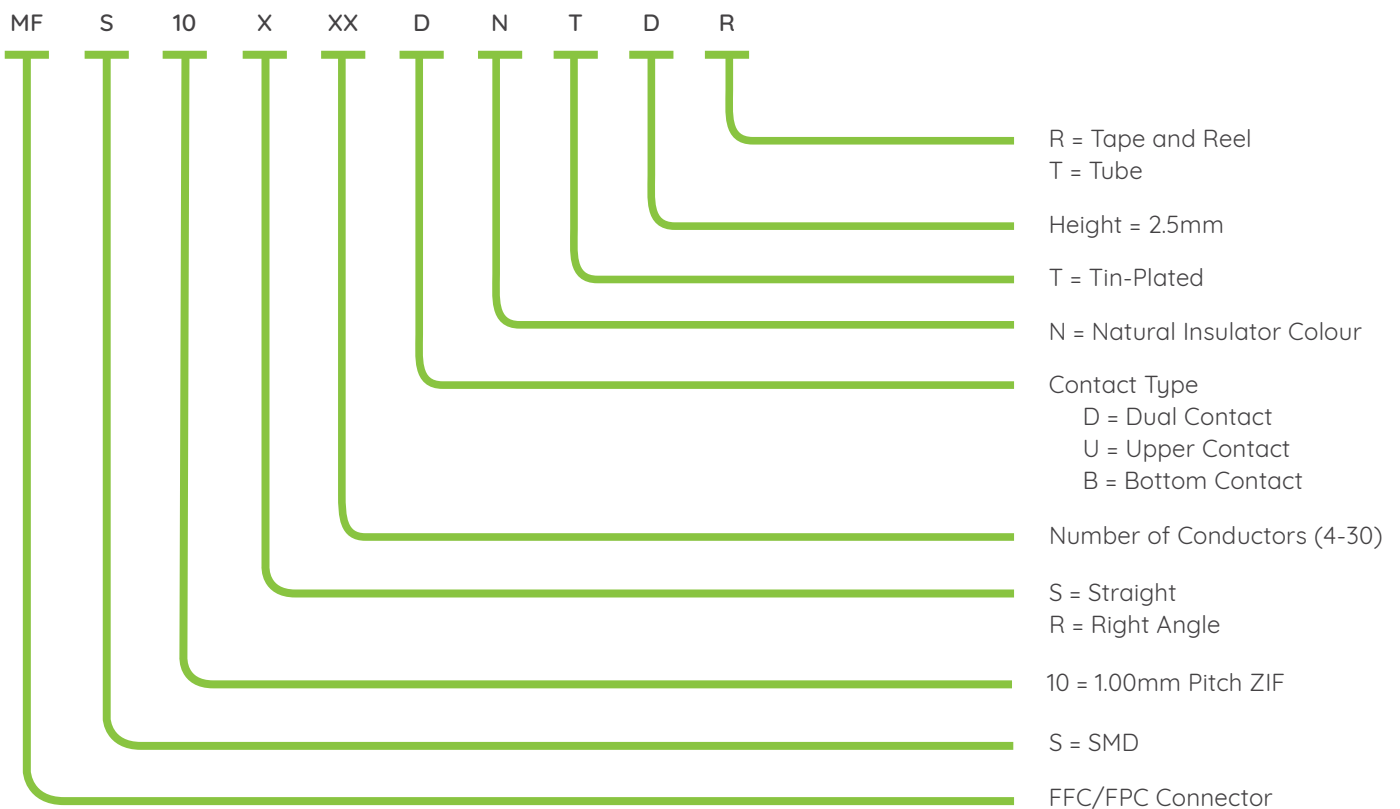 MF S 10 X XX D N T D R
R = Tape and Reel
T = Tube
Height = 2.5mm
T = Tin-Plated
N = Natural Insulator Colour
Contact Type
D = Dual Contact
U = Upper Contact
B = Bottom Contact
Number of Conductors (4-30)
S = Straight
R = Right Angle
10 = 1.00mm Pitch ZIF
S = SMD
FFC/FPC Connector